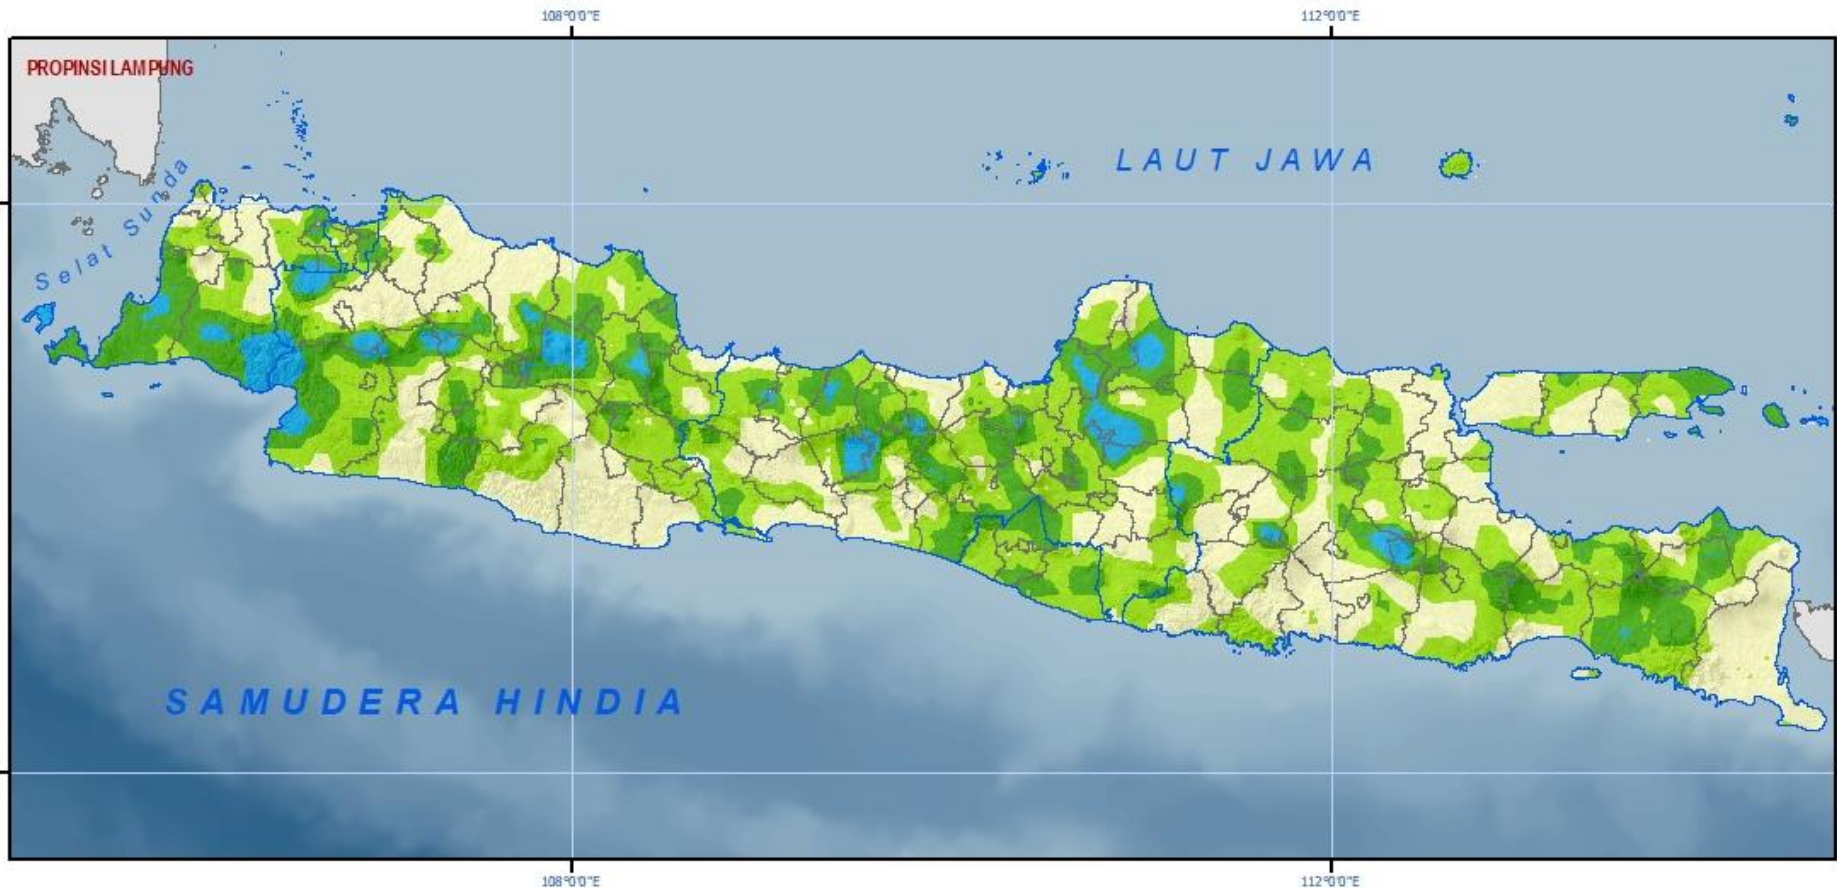 108°0'0"E 112°0'0"E
PROPINSI LAMPUNG
LAUT JAWA
Selat Sunda
SAMUDERA HINDIA
108°0'0"E 112°0'0"E